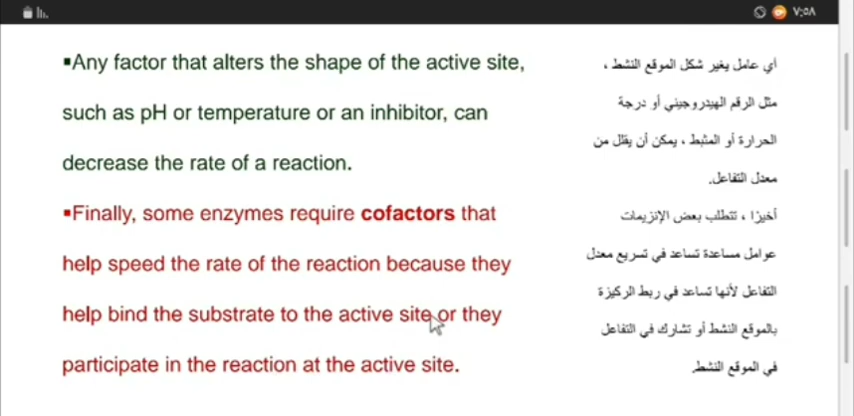 ٧:٥٨
▪Any factor that alters the shape of the active site,
such as pH or temperature or an inhibitor, can
decrease the rate of a reaction.
▪Finally, some enzymes require cofactors that
help speed the rate of the reaction because they
help bind the substrate to the active site or they
participate in the reaction at the active site.
أي عامل يغير شكل الموقع النشط ،
مثل الرقم الهيدروجيني أو درجة
الحرارة أو المثبط ، يمكن أن يقلل من
معدل التفاعل.
أخيرًا ، تتطلب بعض الإنزيمات
عوامل مساعدة تساعد في تسريع معدل
التفاعل لأنها تساعد في ربط الركيزة
بالموقع النشط أو تشارك في التفاعل
في الموقع النشط.